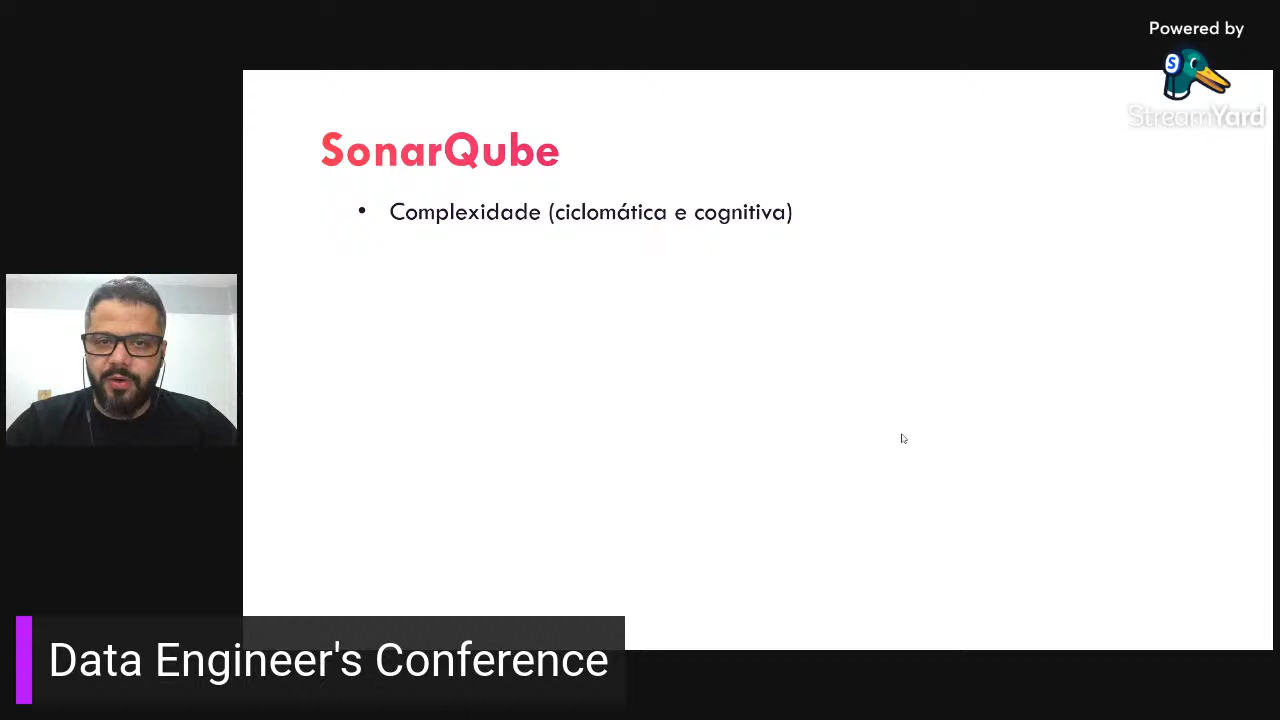 Powered by
S
StreamYard
SonarQube
• Complexidade (ciclomática e cognitiva)
Data Engineer's Conference